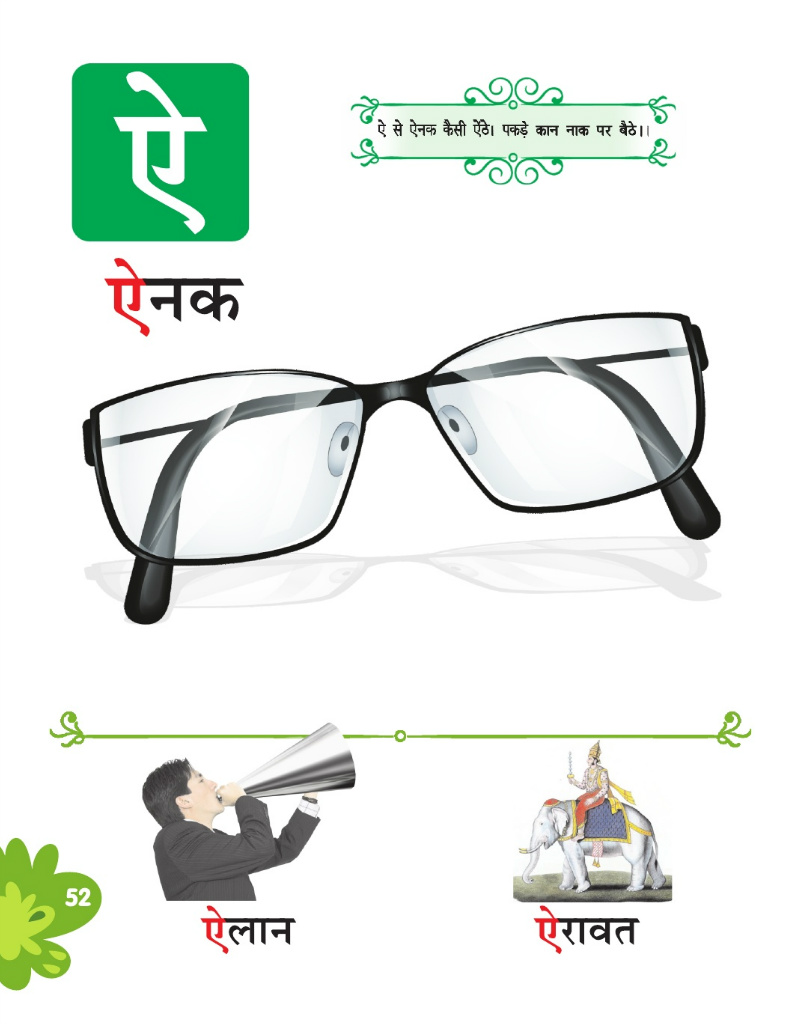 ऐ
ऐ से ऐनक कैसी ऐंठे। पकड़े कान नाक पर बैठे।।
ऐनक
52
ऐलान
ऐरावत